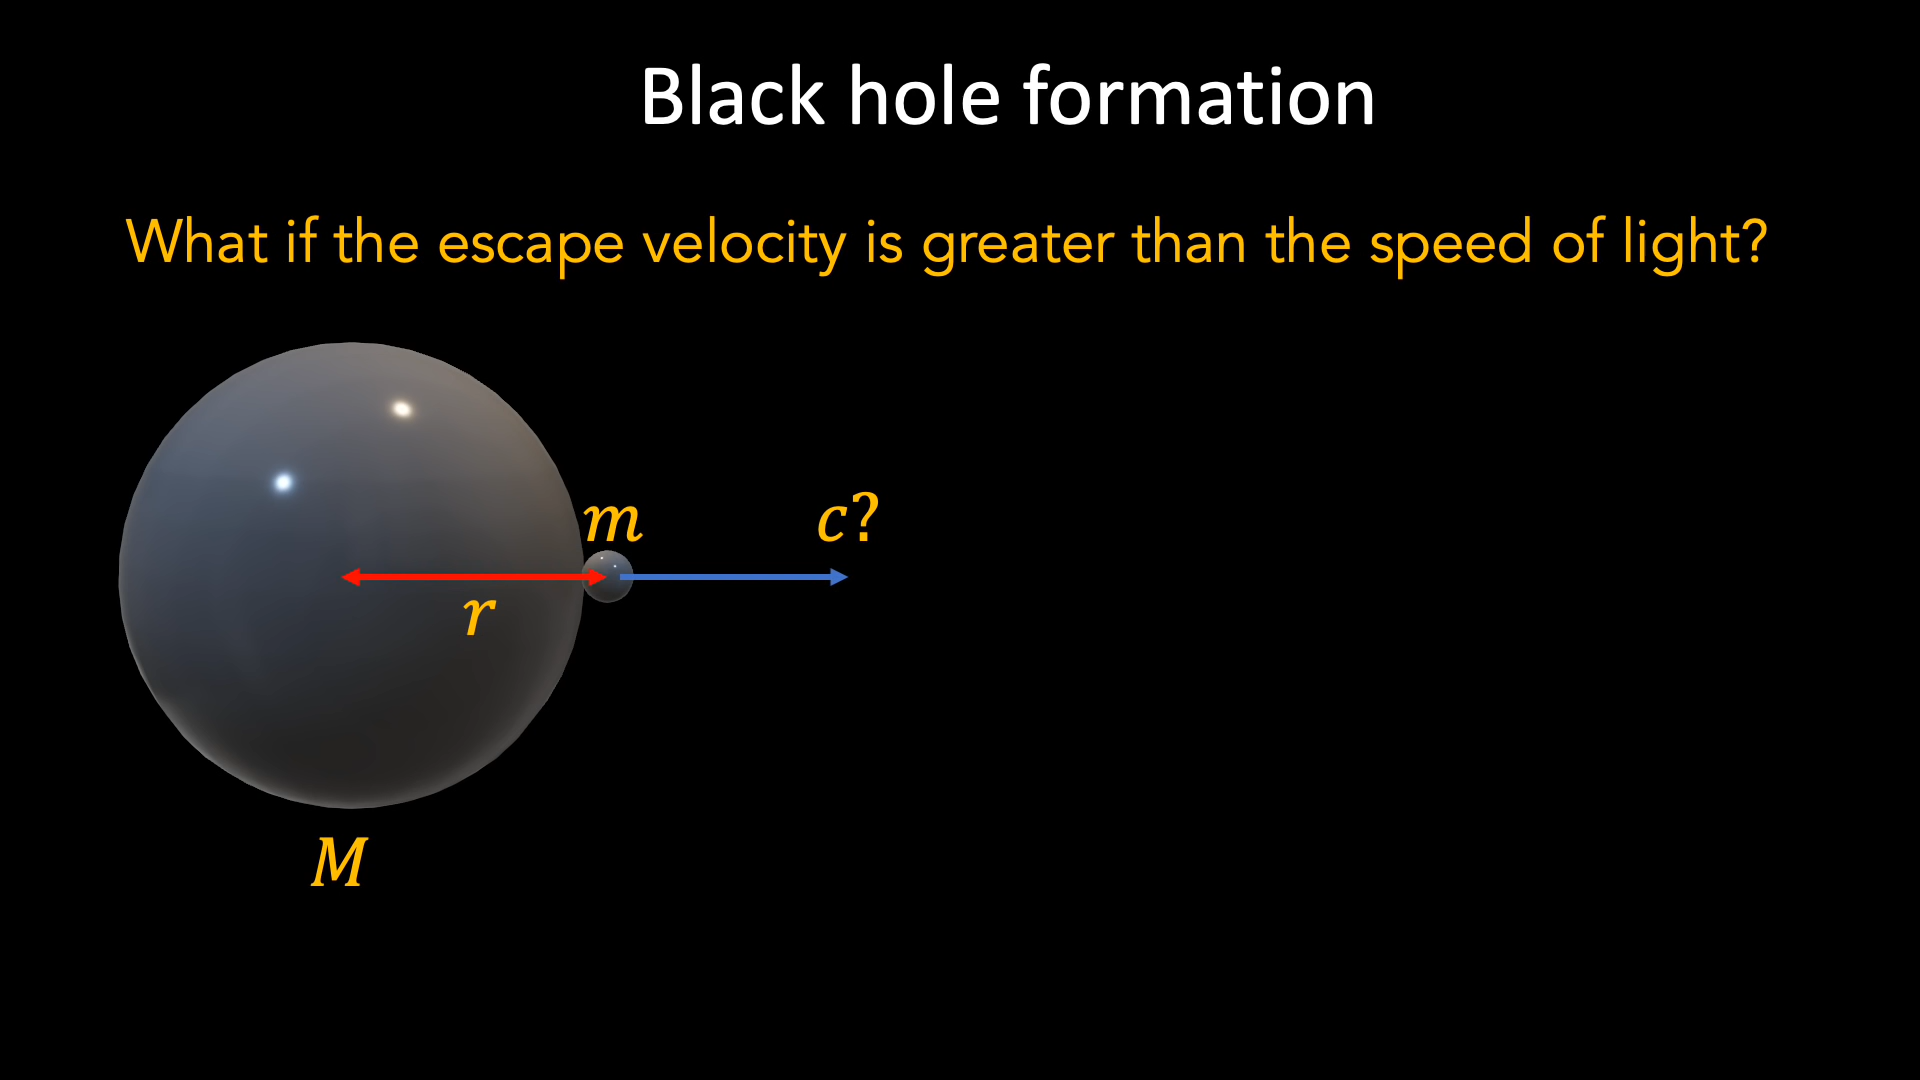 Black hole formation
What if the escape velocity is greater than the speed of light?
m
c?
r
M